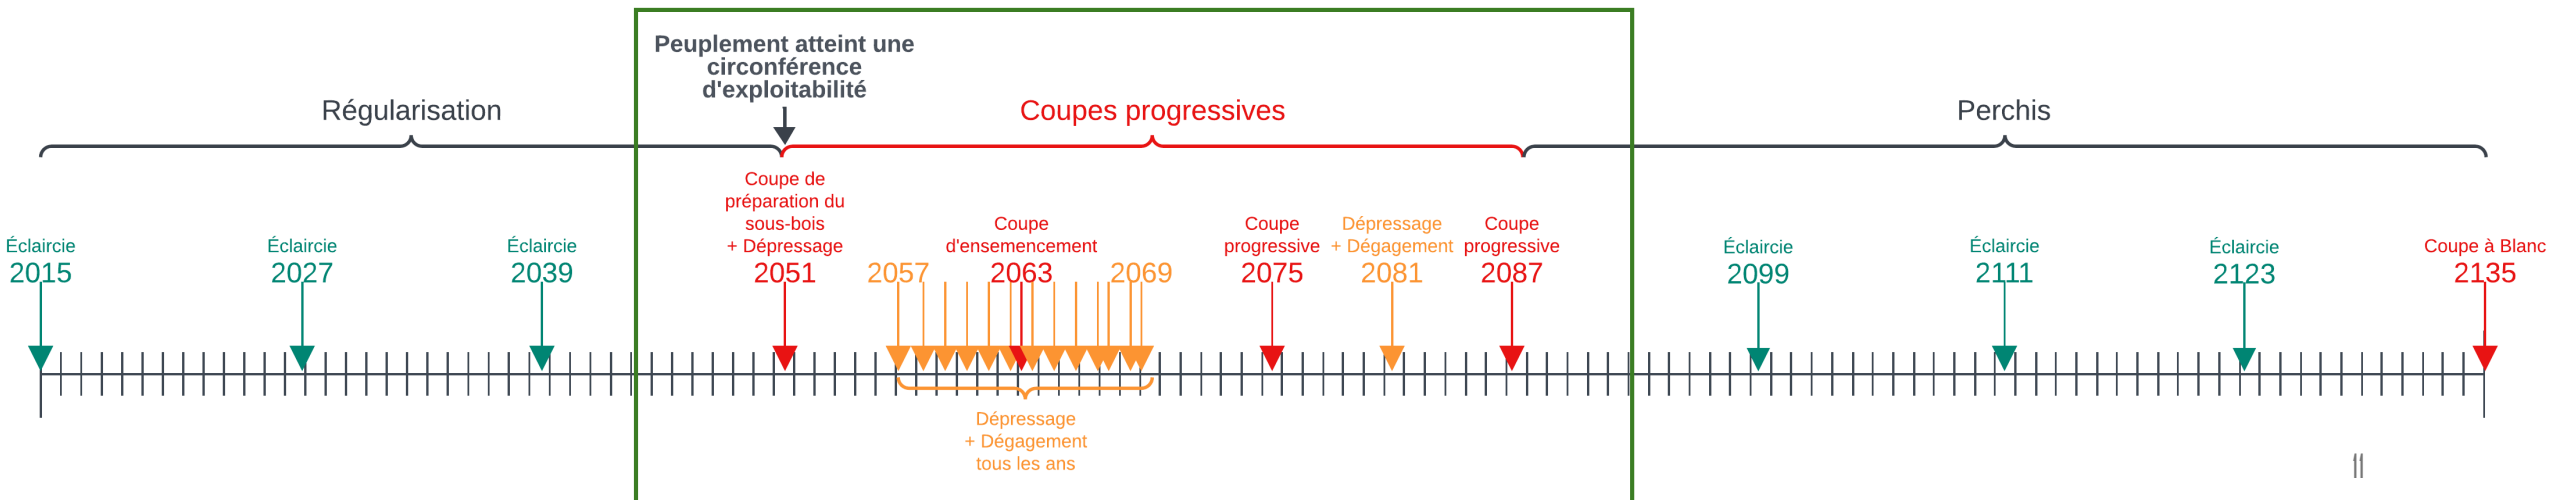 Peuplement atteint une
circonférence
d'exploitabilité
Régularisation
Coupes progressives
Perchis
Éclaircie
2015
Éclaircie
2027
Éclaircie
2039
Coupe de
préparation du
sous-bois
+ Dépressage
2051
2057
Coupe
d'ensemencement
2063
2069
Coupe
progressive
2075
Dépressage
+ Dégagement
2081
Coupe
progressive
2087
Éclaircie
2099
Éclaircie
2111
Éclaircie
2123
Coupe à Blanc
2135
Dépressage
+ Dégagement
tous les ans